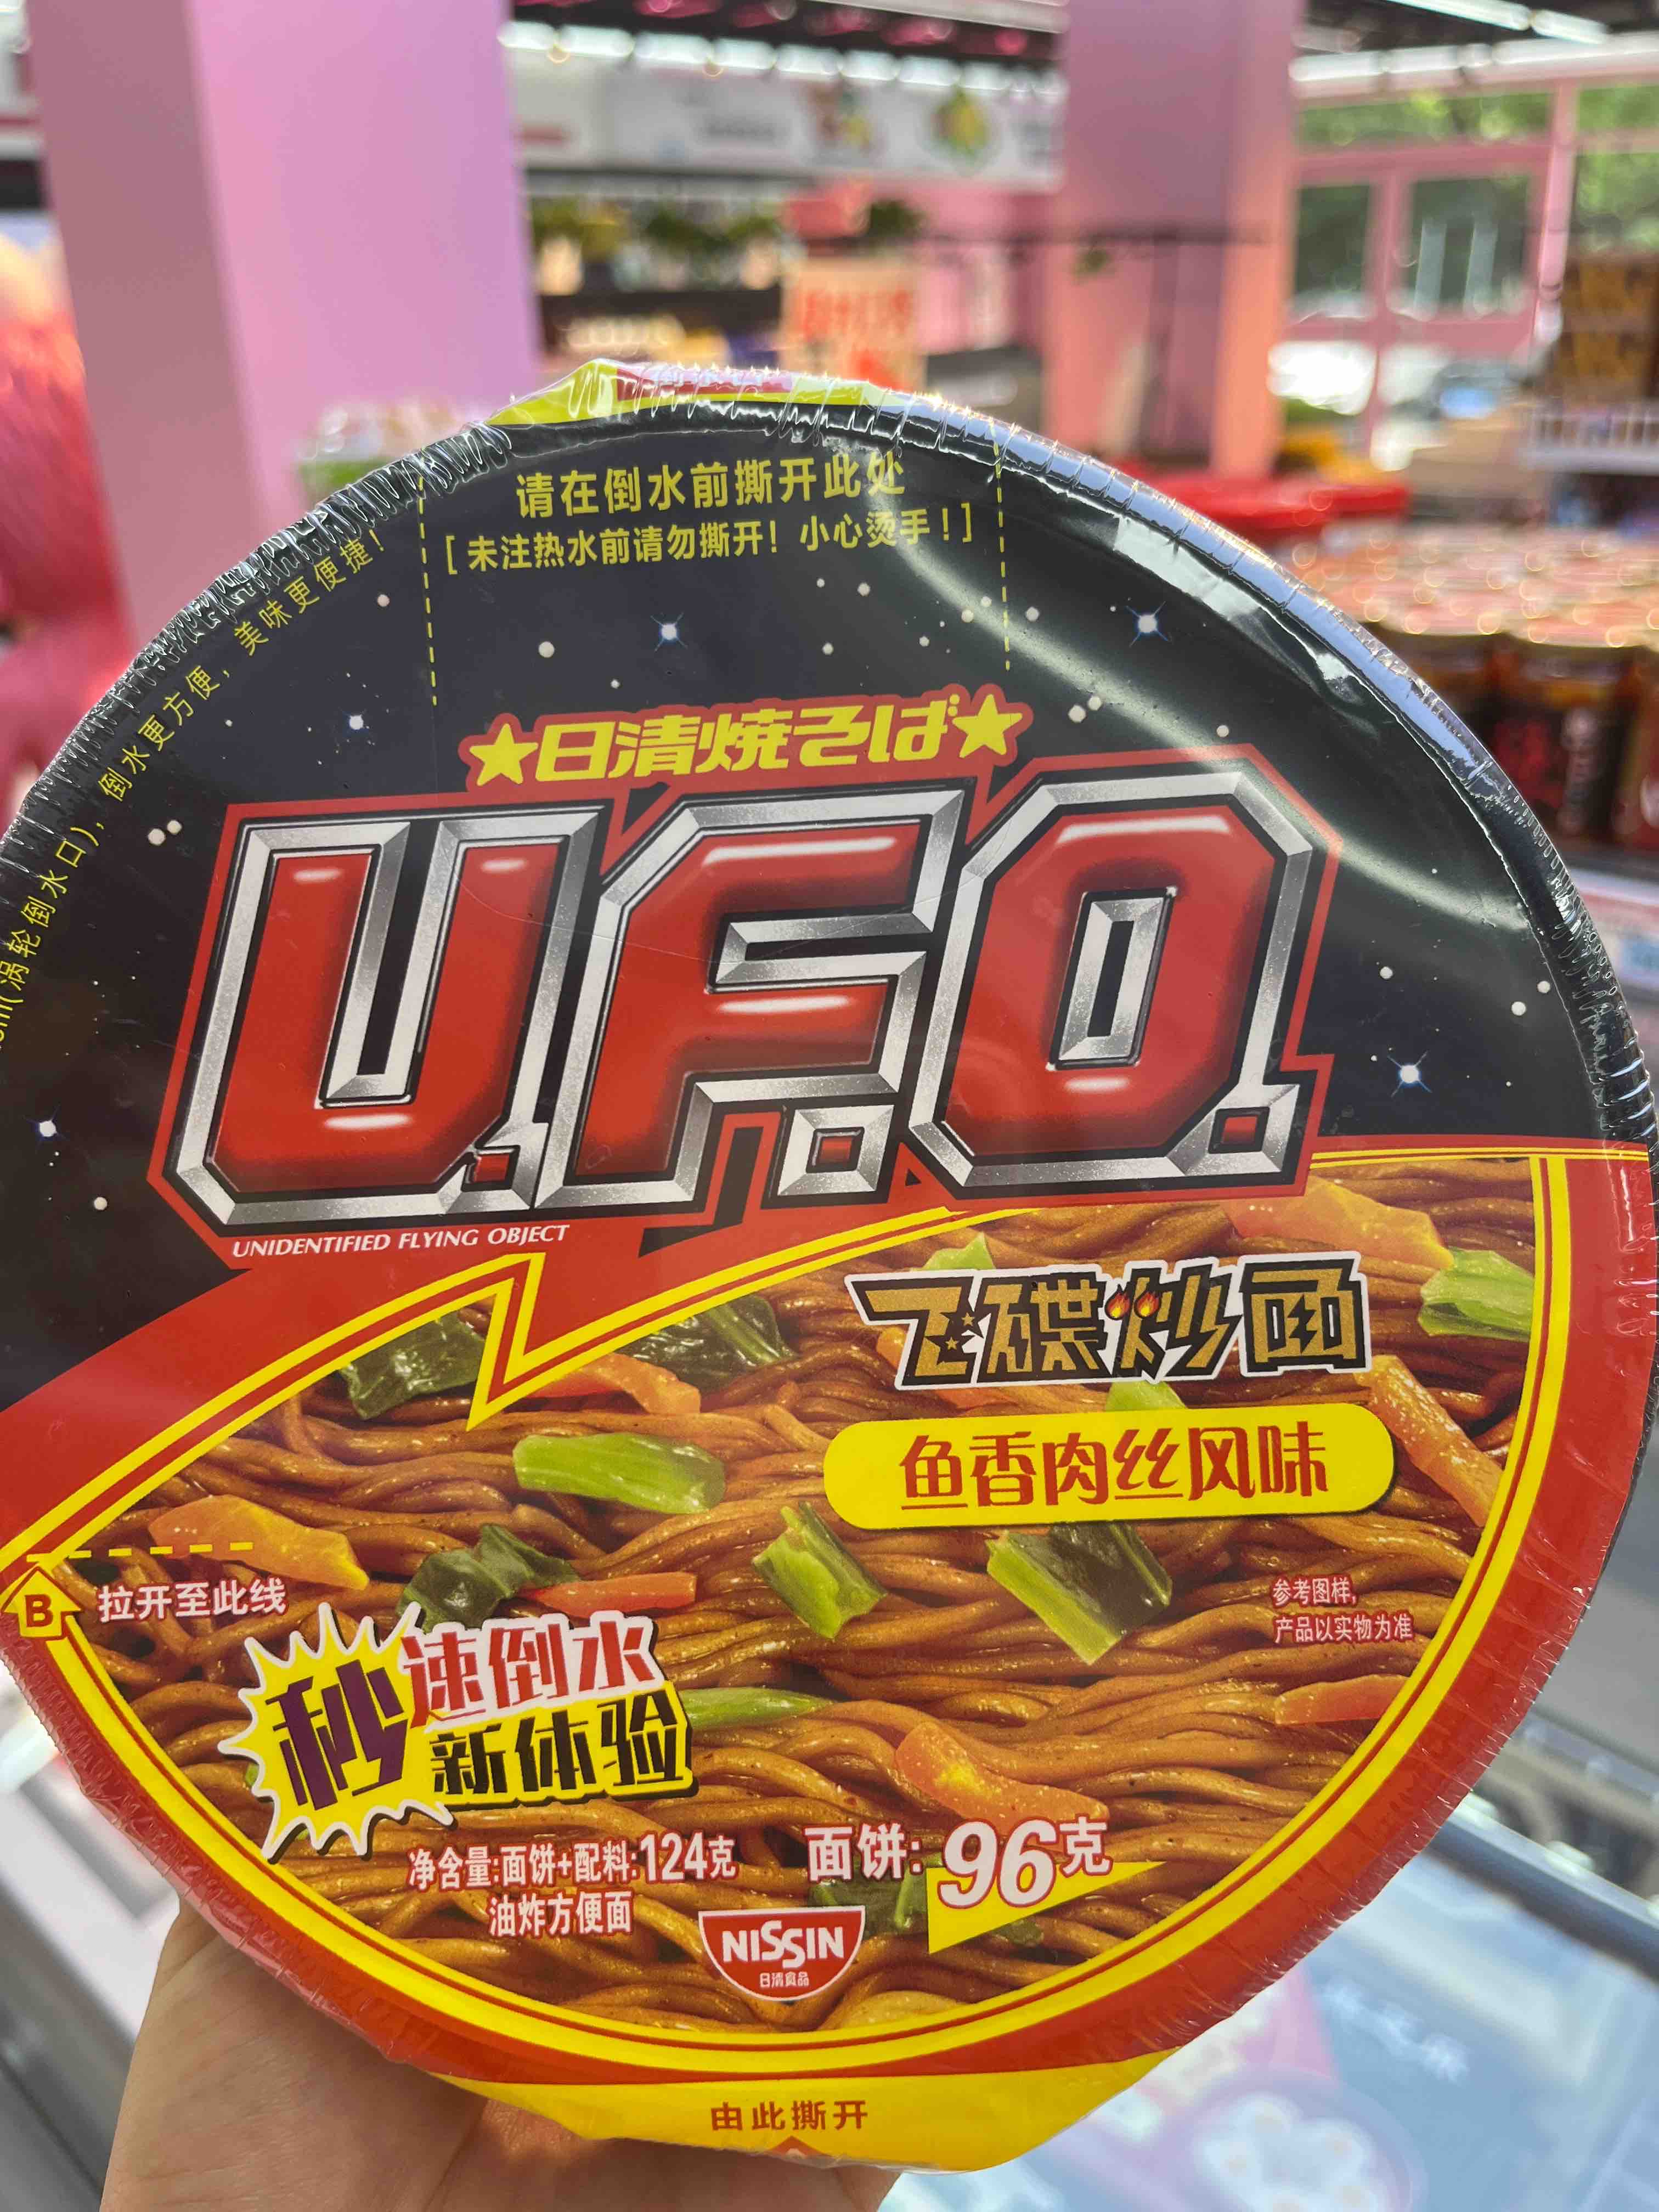 请在倒水前撕开此处
[未注热水前请勿撕开！小心烫手！]
涡轮倒水口)，倒水更方便，美味更便捷！
★日清焼そば★
U.F.O.
UNIDENTIFIED FLYING OBJECT
飞碟炒面
鱼香肉丝风味
B 拉开至此线
参考图样,
产品以实物为准
秒速倒水
新体验
净含量:面饼+配料:124克
面饼: 96克
油炸方便面
NISSIN
日清食品
由此撕开